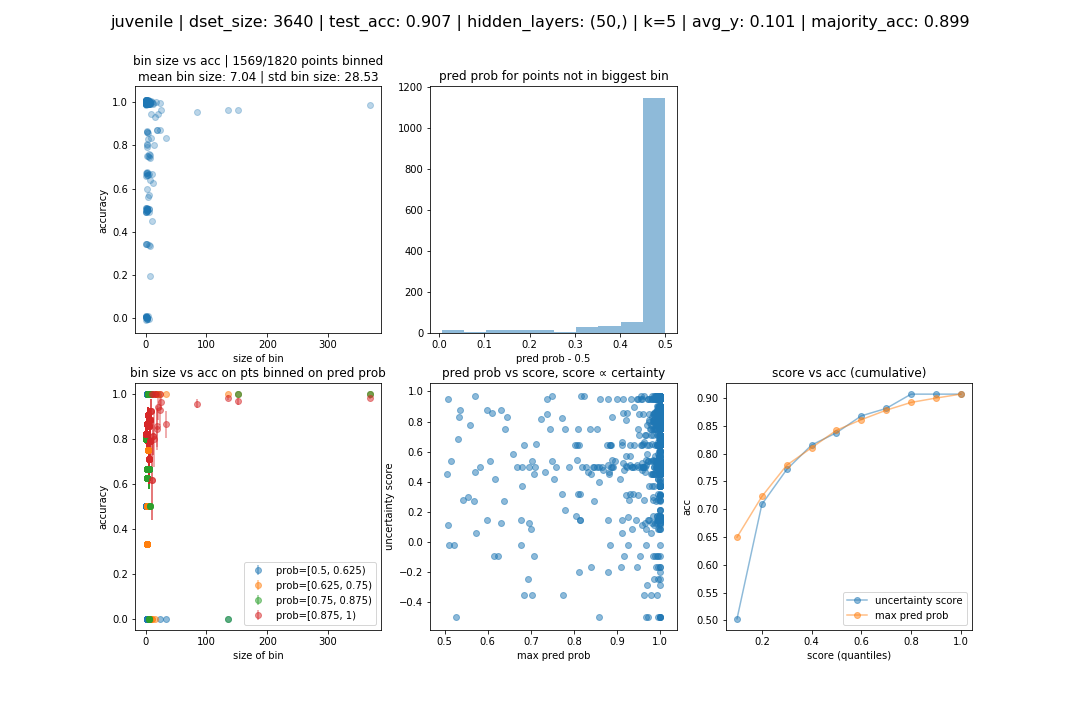 juvenile | dset_size: 3640 | test_acc: 0.907 | hidden_layers: (50,) | k=5 | avg_y: 0.101 | majority_acc: 0.899
bin size vs acc | 1569/1820 points binned
mean bin size: 7.04 | std bin size: 28.53
accuracy
1.0
0.8
0.6
0.4
0.2
0.0
0
100
200
300
size of bin
pred prob for points not in biggest bin
1200
1000
800
600
400
200
0
0.0
0.1
0.2
0.3
0.4
0.5
pred prob - 0.5
bin size vs acc on pts binned on pred prob
accuracy
1.0
0.8
0.6
0.4
0.2
0.0
prob=[0.5, 0.625)
prob=[0.625, 0.75)
prob=[0.75, 0.875)
prob=[0.875, 1)
0
100
200
300
size of bin
pred prob vs score, score ∝ certainty
uncertainty score
1.0
0.8
0.6
0.4
0.2
0.0
−0.2
−0.4
0.5
0.6
0.7
0.8
0.9
1.0
max pred prob
score vs acc (cumulative)
acc
0.90
0.85
0.80
0.75
0.70
0.65
0.60
0.55
0.50
uncertainty score
max pred prob
0.2
0.4
0.6
0.8
1.0
score (quantiles)